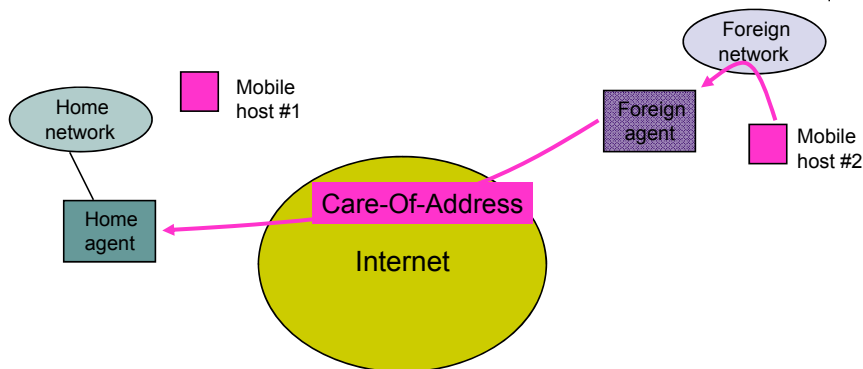 Foreign
network
Mobile
host #1
Home
network
Foreign
agent
Mobile
host #2
Care-Of-Address
Home
agent
Internet